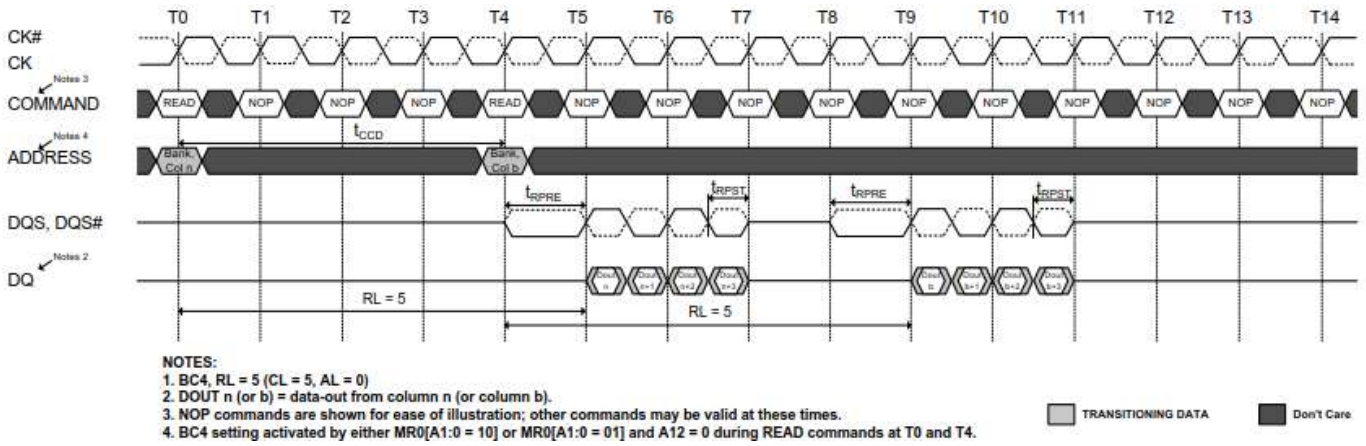 T0 T1 T2 T3 T4 T5 T6 T7 T8 T9 T10 T11 T12 T13 T14
CK#
CK
Notes 3
COMMAND READ NOP NOP NOP READ NOP NOP NOP NOP NOP NOP NOP NOP NOP NOP
tCCD
Notes 4
ADDRESS
Bank, Col n
Bank, Col b
tRPRE tRPST tRPRE tRPST
DQS, DQS#
Notes 2
DQ
Dout n Dout n+1 Dout n+2 Dout n+3 Dout b Dout b+1 Dout b+2 Dout b+3
RL = 5
RL = 5
NOTES:
1. BC4, RL = 5 (CL = 5, AL = 0)
2. DOUT n (or b) = data-out from column n (or column b).
3. NOP commands are shown for ease of illustration; other commands may be valid at these times.
4. BC4 setting activated by either MR0[A1:0 = 10] or MR0[A1:0 = 01] and A12 = 0 during READ commands at T0 and T4.
TRANSITIONING DATA
Don't Care